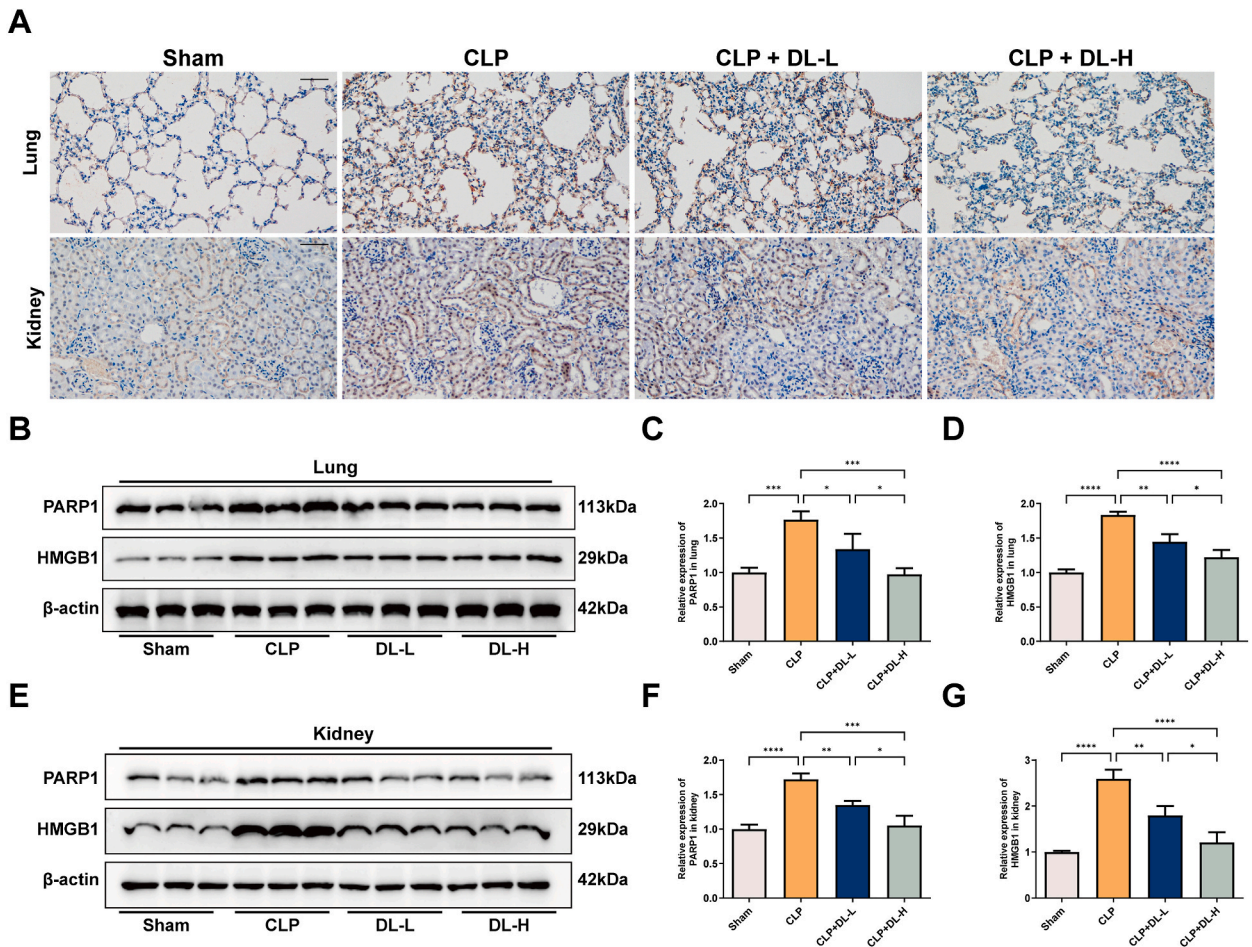 A
Sham
CLP
CLP + DL-L
CLP + DL-H
Lung
Kidney
B
Lung
PARP1
113kDa
HMGB1
29kDa
β-actin
42kDa
Sham
CLP
DL-L
DL-H
C
Relative expression of
PARP1 in lung
2.0
1.5
1.0
0.5
0.0
***
*
*
***
Sham
CLP
CLP+DL-L
CLP+DL-H
D
Relative expression of
HMGB1 in lung
2.0
1.5
1.0
0.5
0.0
****
**
*
****
Sham
CLP
CLP+DL-L
CLP+DL-H
E
Kidney
PARP1
113kDa
HMGB1
29kDa
β-actin
42kDa
Sham
CLP
DL-L
DL-H
F
Relative expression of
PARP1 in kidney
2.0
1.5
1.0
0.5
0.0
****
**
*
***
Sham
CLP
CLP+DL-L
CLP+DL-H
G
Relative expression of
HMGB1 in kidney
3
2
1
0
****
**
*
****
Sham
CLP
CLP+DL-L
CLP+DL-H